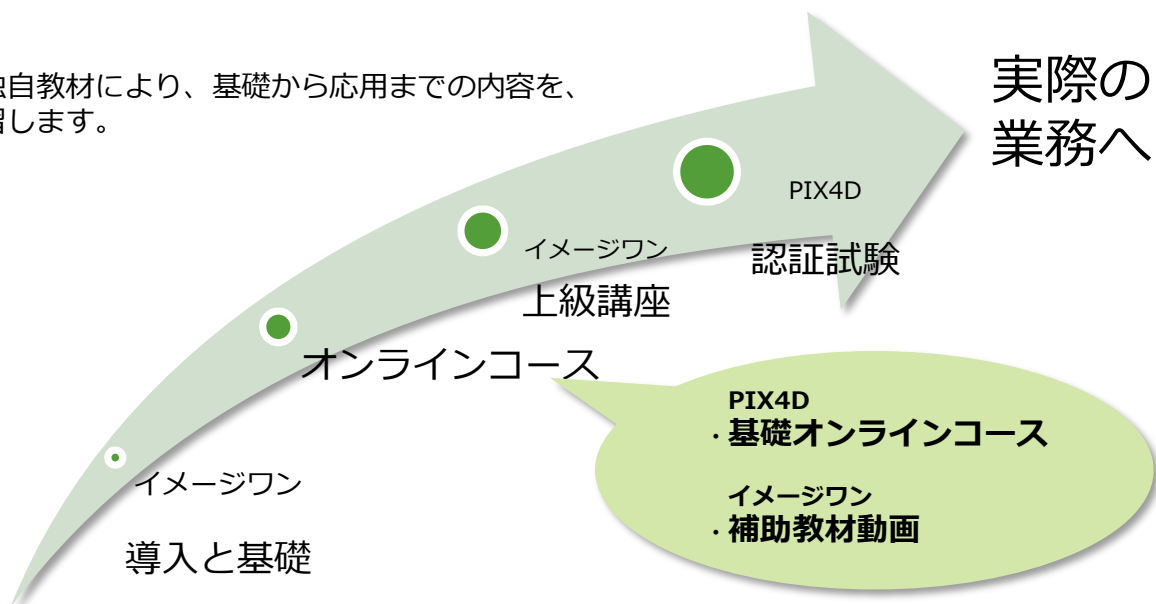 自教材により、基礎から応用までの内容を、
します。
実際の
業務へ
PIX4D
認証試験
イメージワン
上級講座
オンラインコース
PIX4D
・基礎オンラインコース
イメージワン
・補助教材動画
イメージワン
導入と基礎